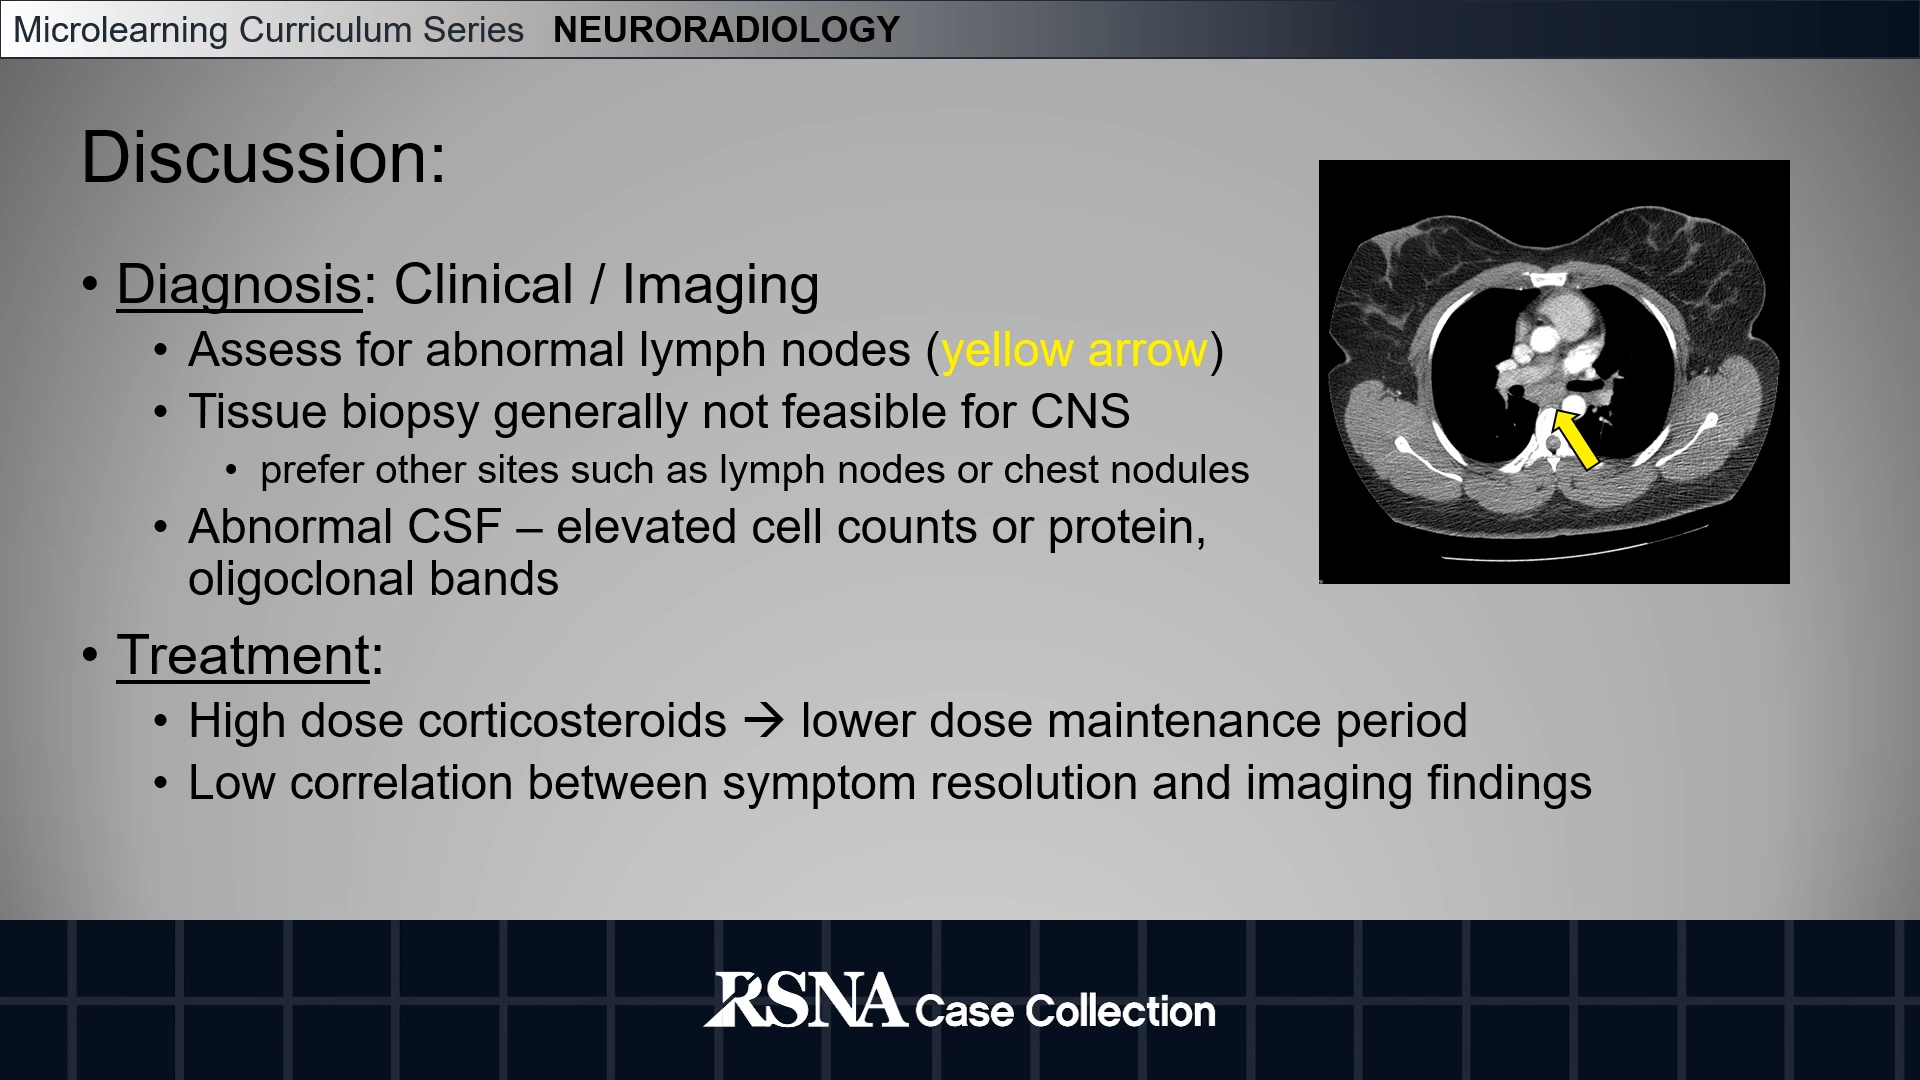 Microlearning Curriculum Series NEURORADIOLOGY
Discussion:
• Diagnosis: Clinical / Imaging
• Assess for abnormal lymph nodes (yellow arrow)
• Tissue biopsy generally not feasible for CNS
• prefer other sites such as lymph nodes or chest nodules
• Abnormal CSF – elevated cell counts or protein,
oligoclonal bands
• Treatment:
• High dose corticosteroids → lower dose maintenance period
• Low correlation between symptom resolution and imaging findings
RSNA Case Collection